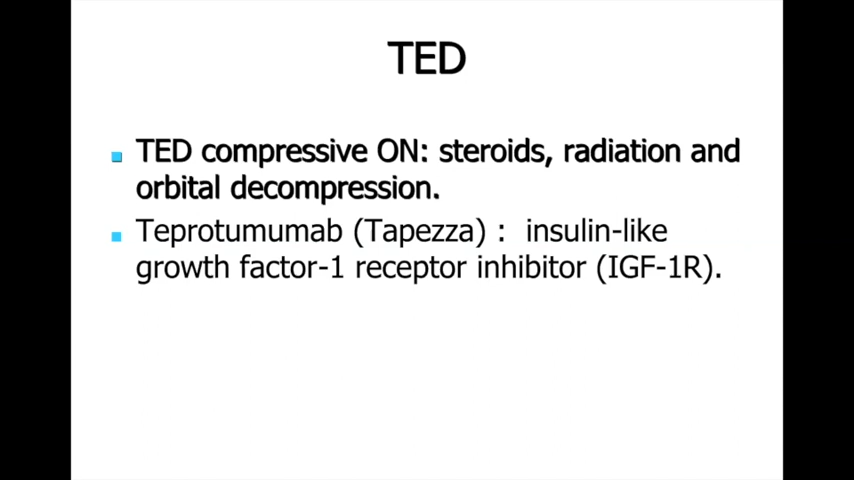 TED
TED compressive ON: steroids, radiation and
orbital decompression.
Teprotumumab (Tapezza) : insulin-like
growth factor-1 receptor inhibitor (IGF-1R).